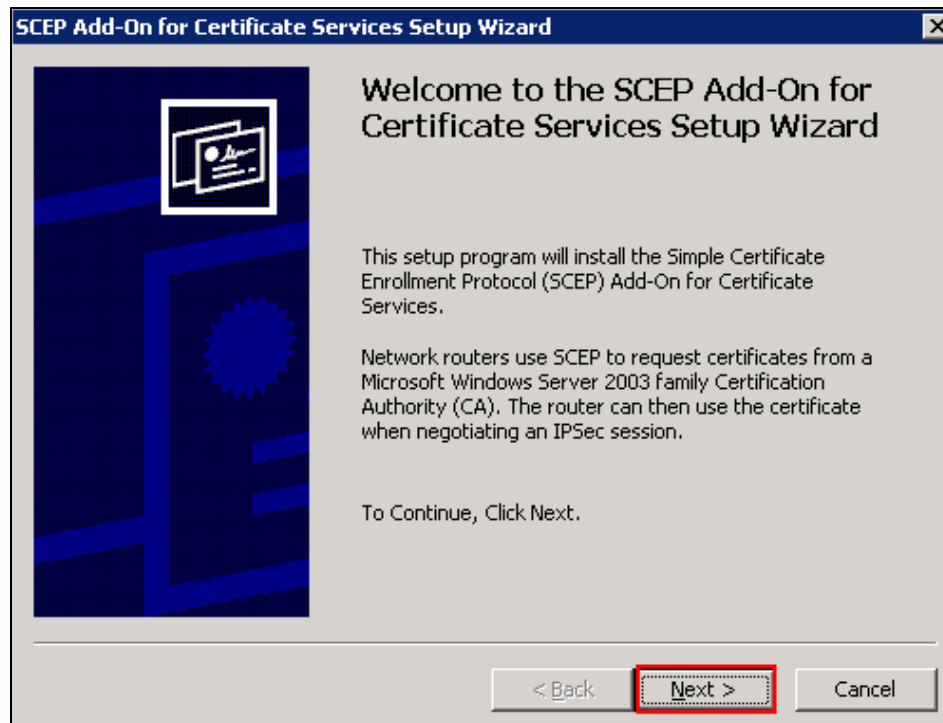 SCEP Add-On for Certificate Services Setup Wizard
Welcome to the SCEP Add-On for
Certificate Services Setup Wizard
This setup program will install the Simple Certificate
Enrollment Protocol (SCEP) Add-On for Certificate
Services.
Network routers use SCEP to request certificates from a
Microsoft Windows Server 2003 family Certification
Authority (CA). The router can then use the certificate
when negotiating an IPSec session.
To Continue, Click Next.
< Back
Next >
Cancel